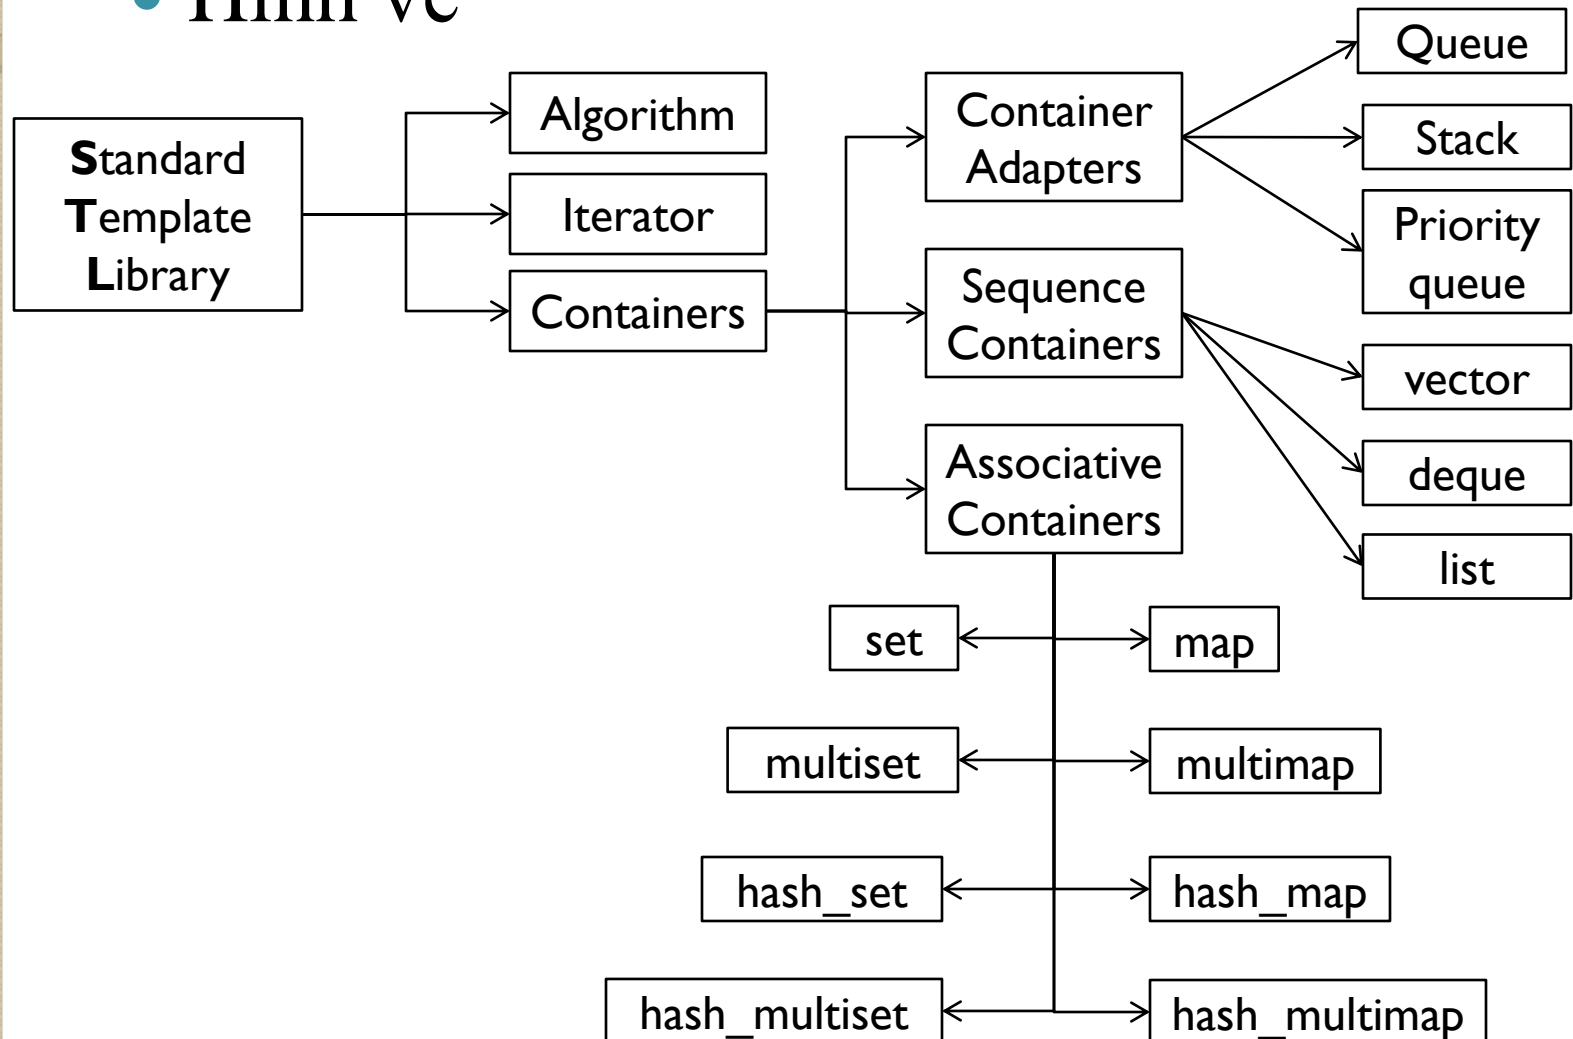 Standard
Template
Library
Algorithm
Iterator
Containers
Container
Adapters
Sequence
Containers
Associative
Containers
Queue
Stack
Priority
queue
vector
deque
list
set
map
multiset
multimap
hash_set
hash_map
hash_multiset
hash_multimap